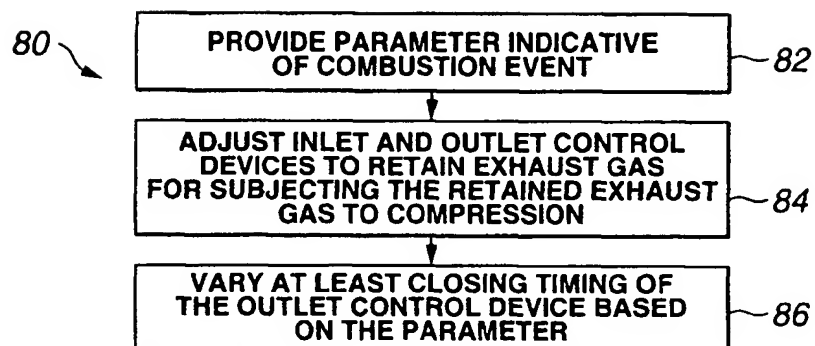 80
PROVIDE PARAMETER INDICATIVE
OF COMBUSTION EVENT
82
ADJUST INLET AND OUTLET CONTROL
DEVICES TO RETAIN EXHAUST GAS
FOR SUBJECTING THE RETAINED EXHAUST
GAS TO COMPRESSION
84
VARY AT LEAST CLOSING TIMING OF
THE OUTLET CONTROL DEVICE BASED
ON THE PARAMETER
86